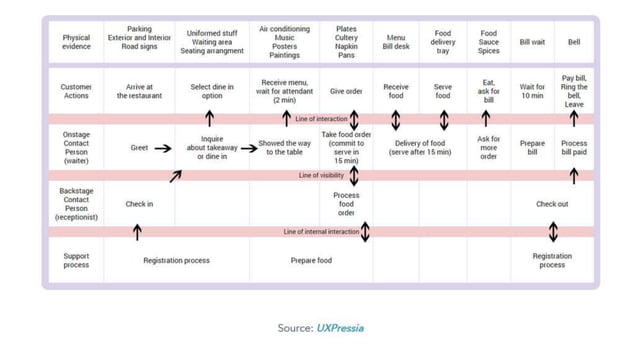 Physical
evidence
Parking
Exterior and Interior
Road signs
Uniformed stuff
Waiting area
Seating arrangment
Air conditioning
Music
Posters
Paintings
Plates
Cultery
Napkin
Pans
Menu
Bill desk
Food
delivery
tray
Food
Sauce
Spices
Bill wait
Bell
Customer
Actions
Arrive at
the restaurant
Select dine in
option
Receive menu,
wait for attendant
(2 min)
Give order
Receive
food
Serve
food
Eat,
ask for
bill
Wait for
10 min
Pay bill,
Ring the
bell,
Leave
Line of interaction
Onstage
Contact
Person
(waiter)
Greet
Inquire
about takeaway
or dine in
Showed the way
to the table
Take food order
(commit to
serve in
15 min)
Delivery of food
(serve after 15 min)
Ask for
more
order
Prepare
bill
Process
bill paid
Line of visibility
Backstage
Contact
Person
(receptionist)
Check in
Process
food
order
Check out
Line of internal interaction
Support
process
Registration process
Prepare food
Registration
process
Source: UXPressia